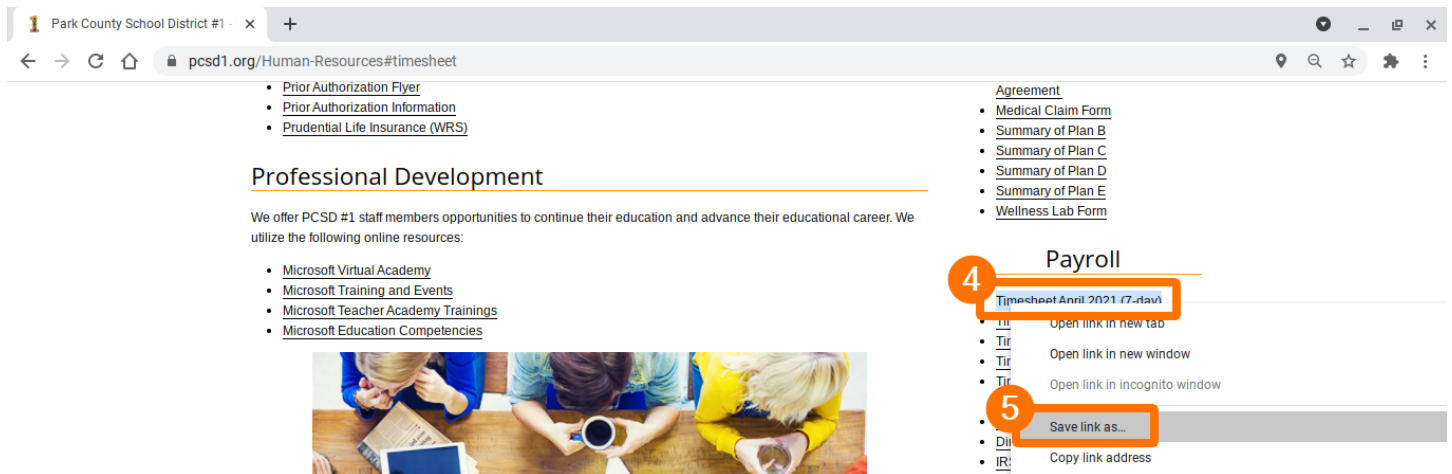 Park County School District #1 -
pcsd1.org/Human-Resources#timesheet
Prior Authorization Flyer
Prior Authorization Information
Prudential Life Insurance (WRS)
Professional Development
We offer PCSD #1 staff members opportunities to continue their education and advance their educational career. We
utilize the following online resources:
Microsoft Virtual Academy
Microsoft Training and Events
Microsoft Teacher Academy Trainings
Microsoft Education Competencies
Agreement
Medical Claim Form
Summary of Plan B
Summary of Plan C
Summary of Plan D
Summary of Plan E
Wellness Lab Form
Payroll
4
Timesheet April 2021 (7-day)
Open link in new tab
Open link in new window
Open link in incognito window
5
Save link as...
Copy link address